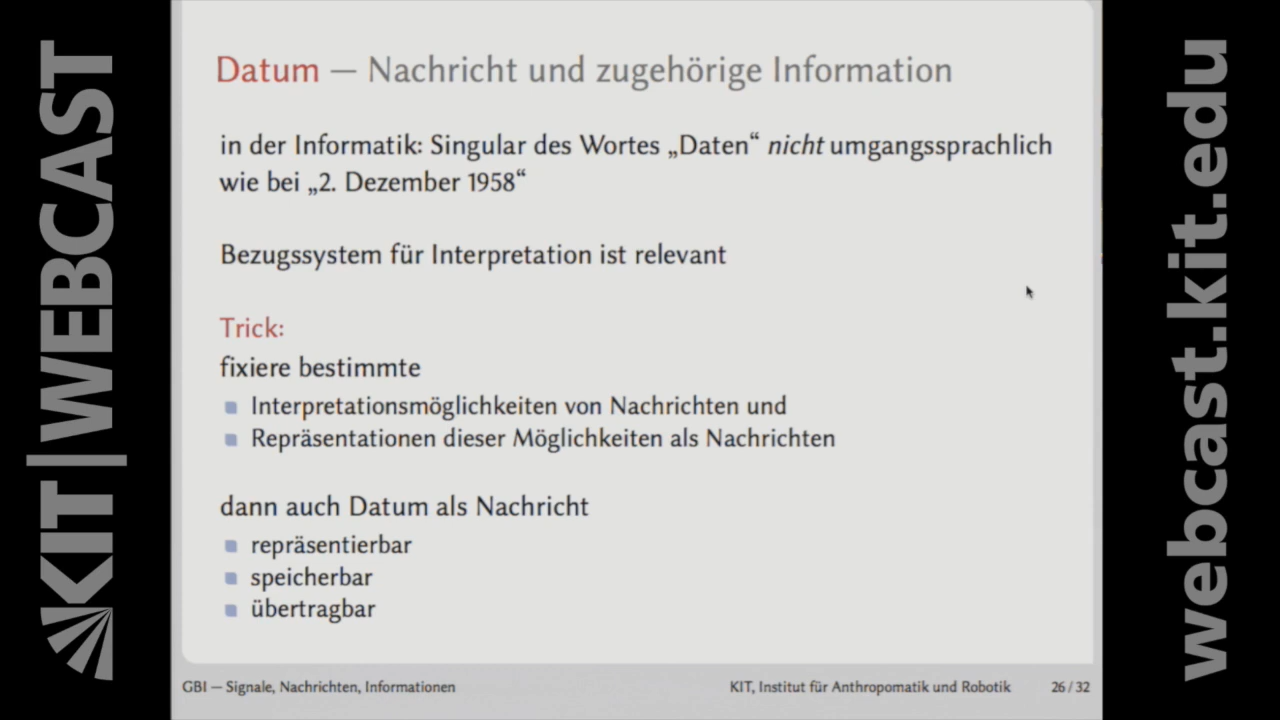 KIT | WEBCAST
Datum — Nachricht und zugehörige Information
in der Informatik: Singular des Wortes „Daten“ nicht umgangssprachlich
wie bei „2. Dezember 1958“
Bezugssystem für Interpretation ist relevant
Trick:
fixiere bestimmte
Interpretationsmöglichkeiten von Nachrichten und
Repräsentationen dieser Möglichkeiten als Nachrichten
dann auch Datum als Nachricht
repräsentierbar
speicherbar
übertragbar
GBI — Signale, Nachrichten, Informationen
KIT, Institut für Anthropomatik und Robotik
26 / 32
webcast.kit.edu